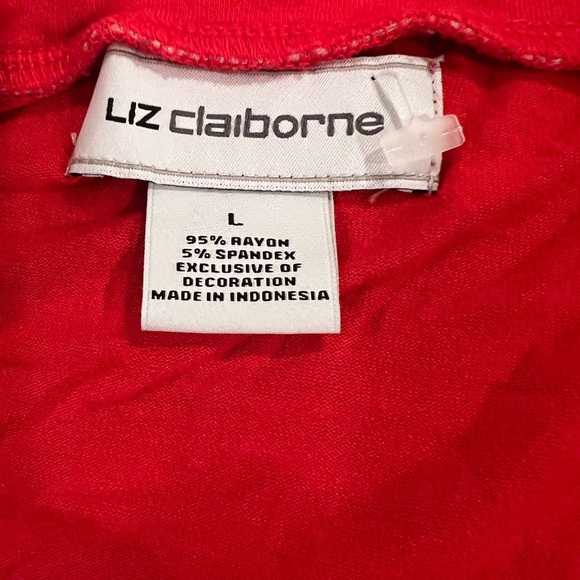 LIZ claiborne
L
95% RAYON
5% SPANDEX
EXCLUSIVE OF
DECORATION
MADE IN INDONESIA